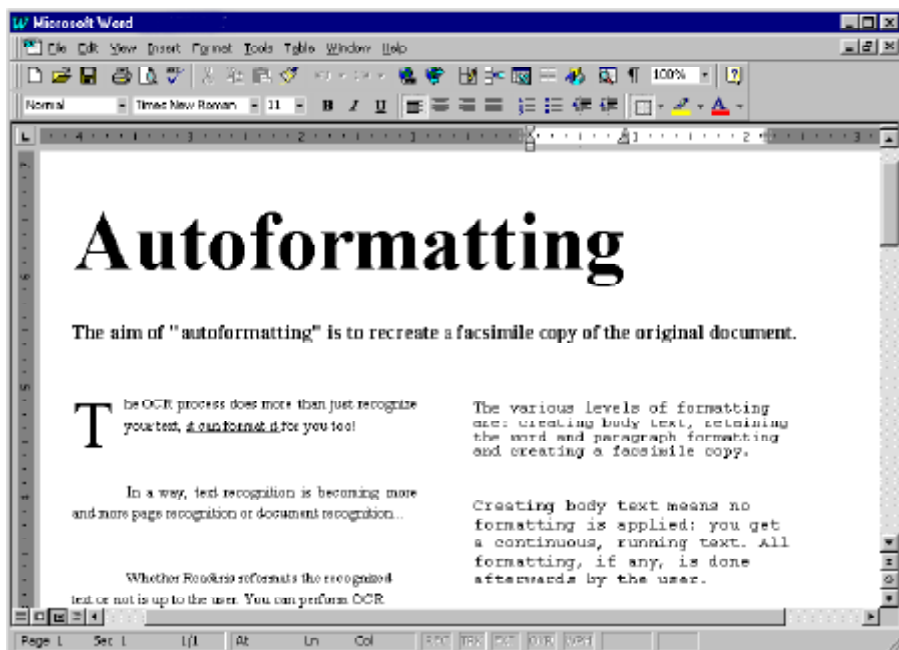 Microsoft Word
File Edit View Insert Format Tools Table Window Help
100%
Normal Times New Roman 11 B I U
Autoformatting
The aim of "autoformatting" is to recreate a facsimile copy of the original document.
The OCR process does more than just recognize
your text, it can format it for you too!
In a way, text recognition is becoming more
and more page recognition or document recognition...
Whether Readiris reformats the recognized
text or not is up to the user. You can perform OCR
The various levels of formatting
are: creating body text, retaining
the word and paragraph formatting
and creating a facsimile copy.
Creating body text means no
formatting is applied: you get
a continuous, running text. All
formatting, if any, is done
afterwards by the user.
Page 1 Sec 1 1/1 At Ln Col REC TRK EXT OVR WPH